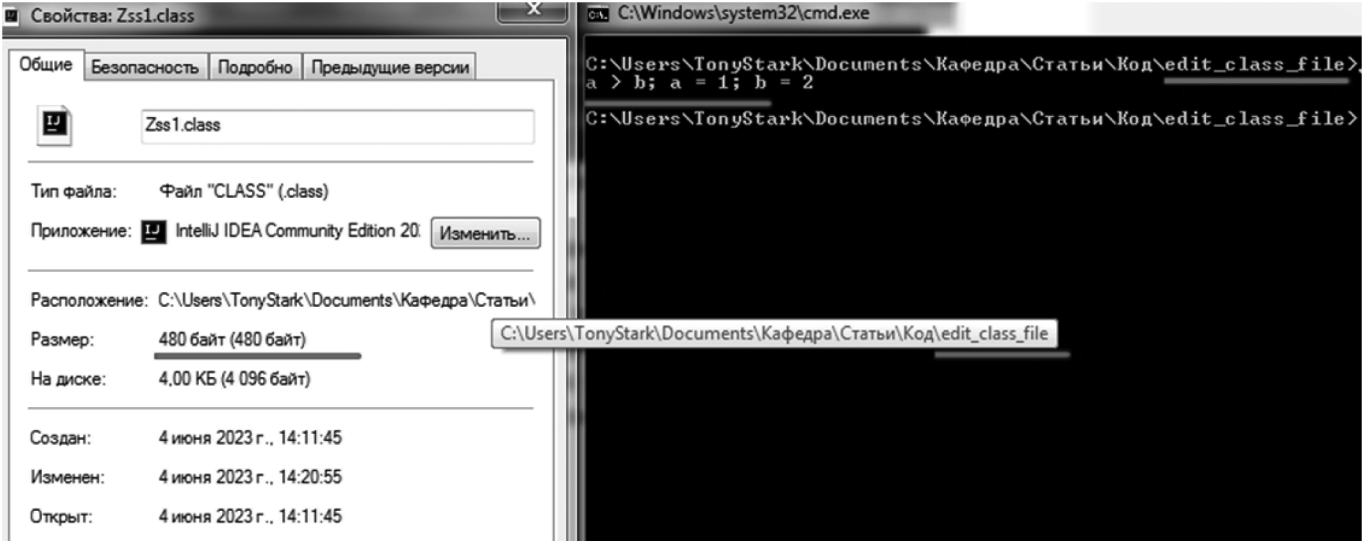 Свойства: Zss1.class
Общие
Безопасность
Подробно
Предыдущие версии
Zss1.class
Тип файла: Файл "CLASS" (.class)
Приложение: IntelliJ IDEA Community Edition 20
Изменить...
Расположение: C:\Users\TonyStark\Documents\Кафедра\Статьи\
Размер: 480 байт (480 байт)
На диске: 4,00 КБ (4 096 байт)
Создан: 4 июня 2023 г., 14:11:45
Изменен: 4 июня 2023 г., 14:20:55
Открыт: 4 июня 2023 г., 14:11:45
C:\Users\TonyStark\Documents\Кафедра\Статьи\Код\edit_class_file
C:\Windows\system32\cmd.exe
C:\Users\TonyStark\Documents\Кафедра\Статьи\Код\edit_class_file>.
a > b; a = 1; b = 2
C:\Users\TonyStark\Documents\Кафедра\Статьи\Код\edit_class_file>